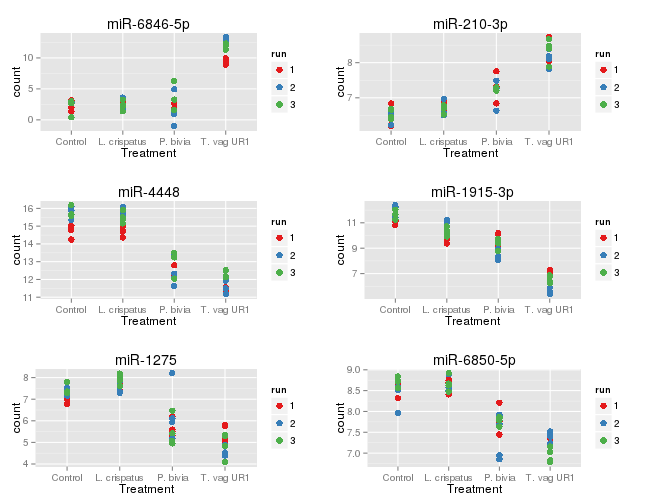 miR-6846-5p
count
10
5
0
Control L. crispatus P. bivia T. vag UR1
Treatment
run
1
2
3
miR-210-3p
count
8
7
Control L. crispatus P. bivia T. vag UR1
Treatment
run
1
2
3
miR-4448
count
16
15
14
13
12
11
Control L. crispatus P. bivia T. vag UR1
Treatment
run
1
2
3
miR-1915-3p
count
11
9
7
Control L. crispatus P. bivia T. vag UR1
Treatment
run
1
2
3
miR-1275
count
8
7
6
5
4
Control L. crispatus P. bivia T. vag UR1
Treatment
run
1
2
3
miR-6850-5p
count
9.0
8.5
8.0
7.5
7.0
Control L. crispatus P. bivia T. vag UR1
Treatment
run
1
2
3